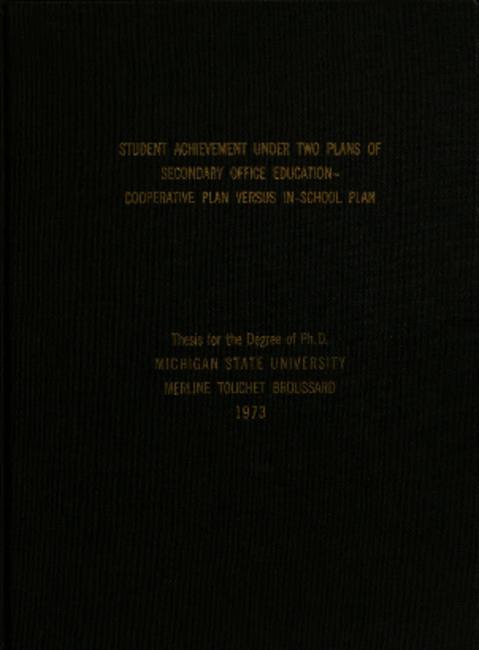 STUDENT ACHIEVEMENT UNDER TWO PLANS OF
SECONDARY OFFICE EDUCATION-
COOPERATIVE PLAN VERSUS IN-SCHOOL PLAN
Thesis for the Degree of Ph.D.
MICHIGAN STATE UNIVERSITY
MERLINE TOUCHET BROUSSARD
1973